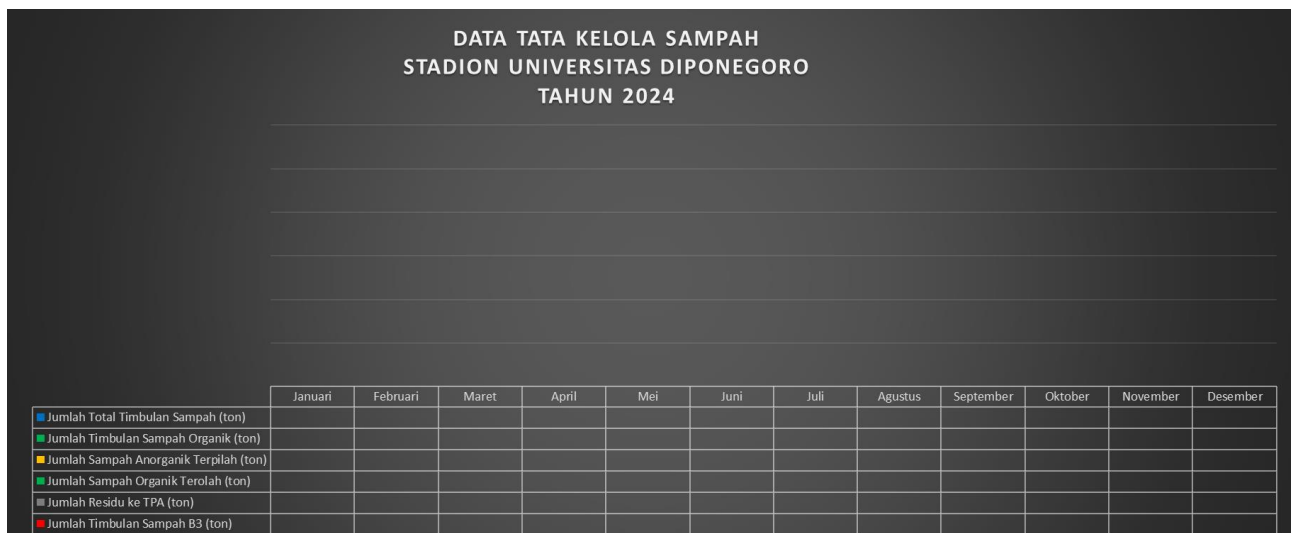 DATA TATA KELOLA SAMPAH
STADION UNIVERSITAS DIPONEGORO
TAHUN 2024
Januari Februari Maret April Mei Juni Juli Agustus September Oktober November Desember
Jumlah Total Timbulan Sampah (ton)
Jumlah Timbulan Sampah Organik (ton)
Jumlah Sampah Anorganik Terpilah (ton)
Jumlah Sampah Organik Terolah (ton)
Jumlah Residu ke TPA (ton)
Jumlah Timbulan Sampah B3 (ton)